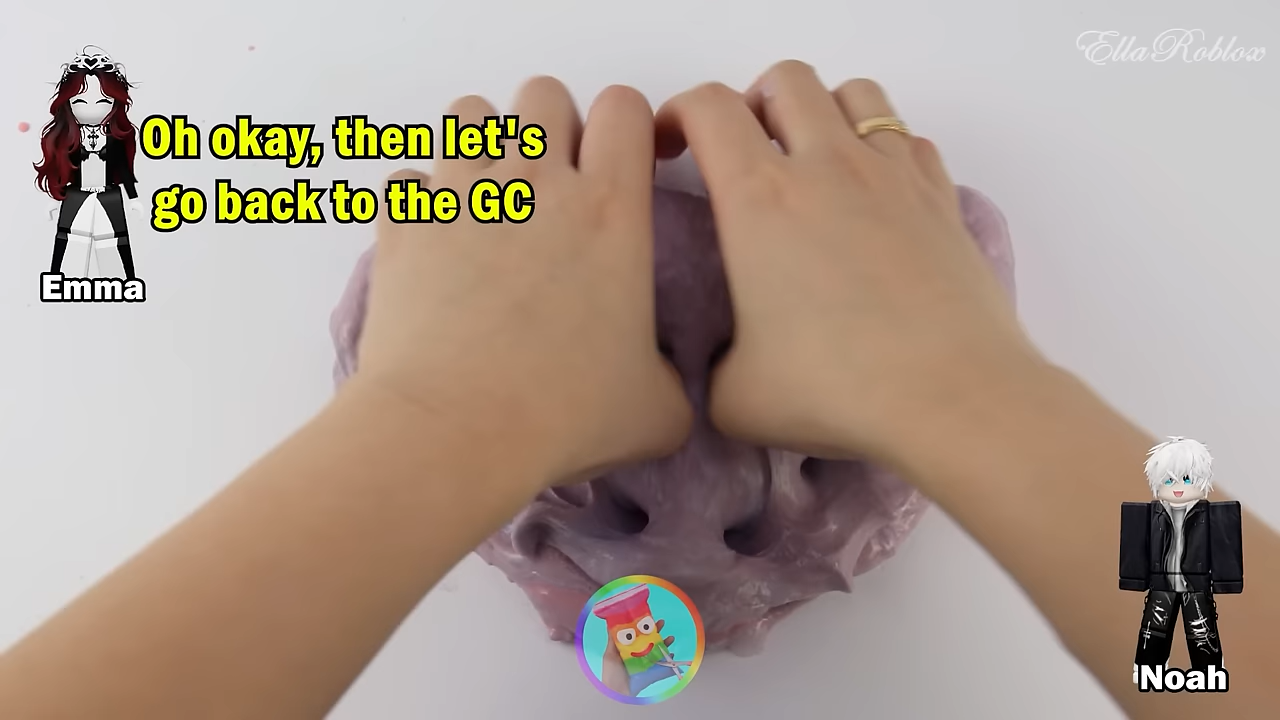 EllaRoblox
Oh okay, then let's
go back to the GC
Emma
Noah